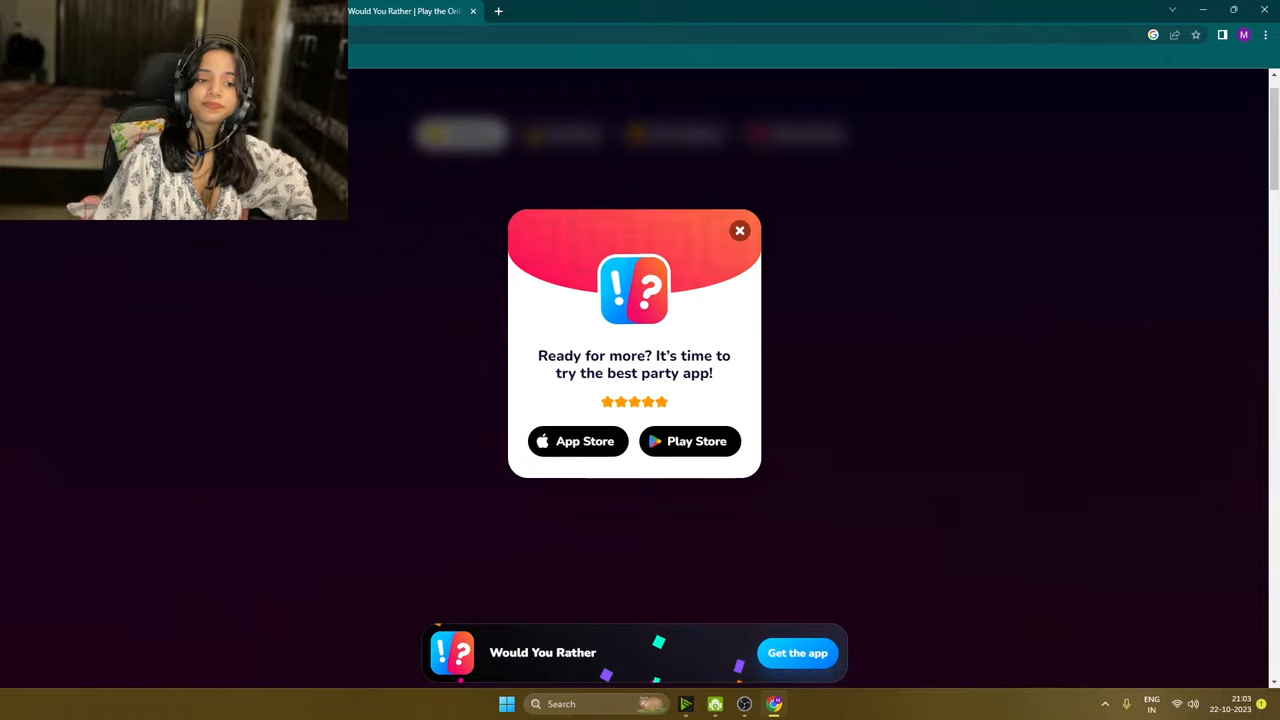 Would You Rather | Play the Onl
M
!?
Ready for more? It's time to
try the best party app!
App Store
Play Store
!?
Would You Rather
Get the app
Search
ENG
IN
21:03
22-10-2023
1